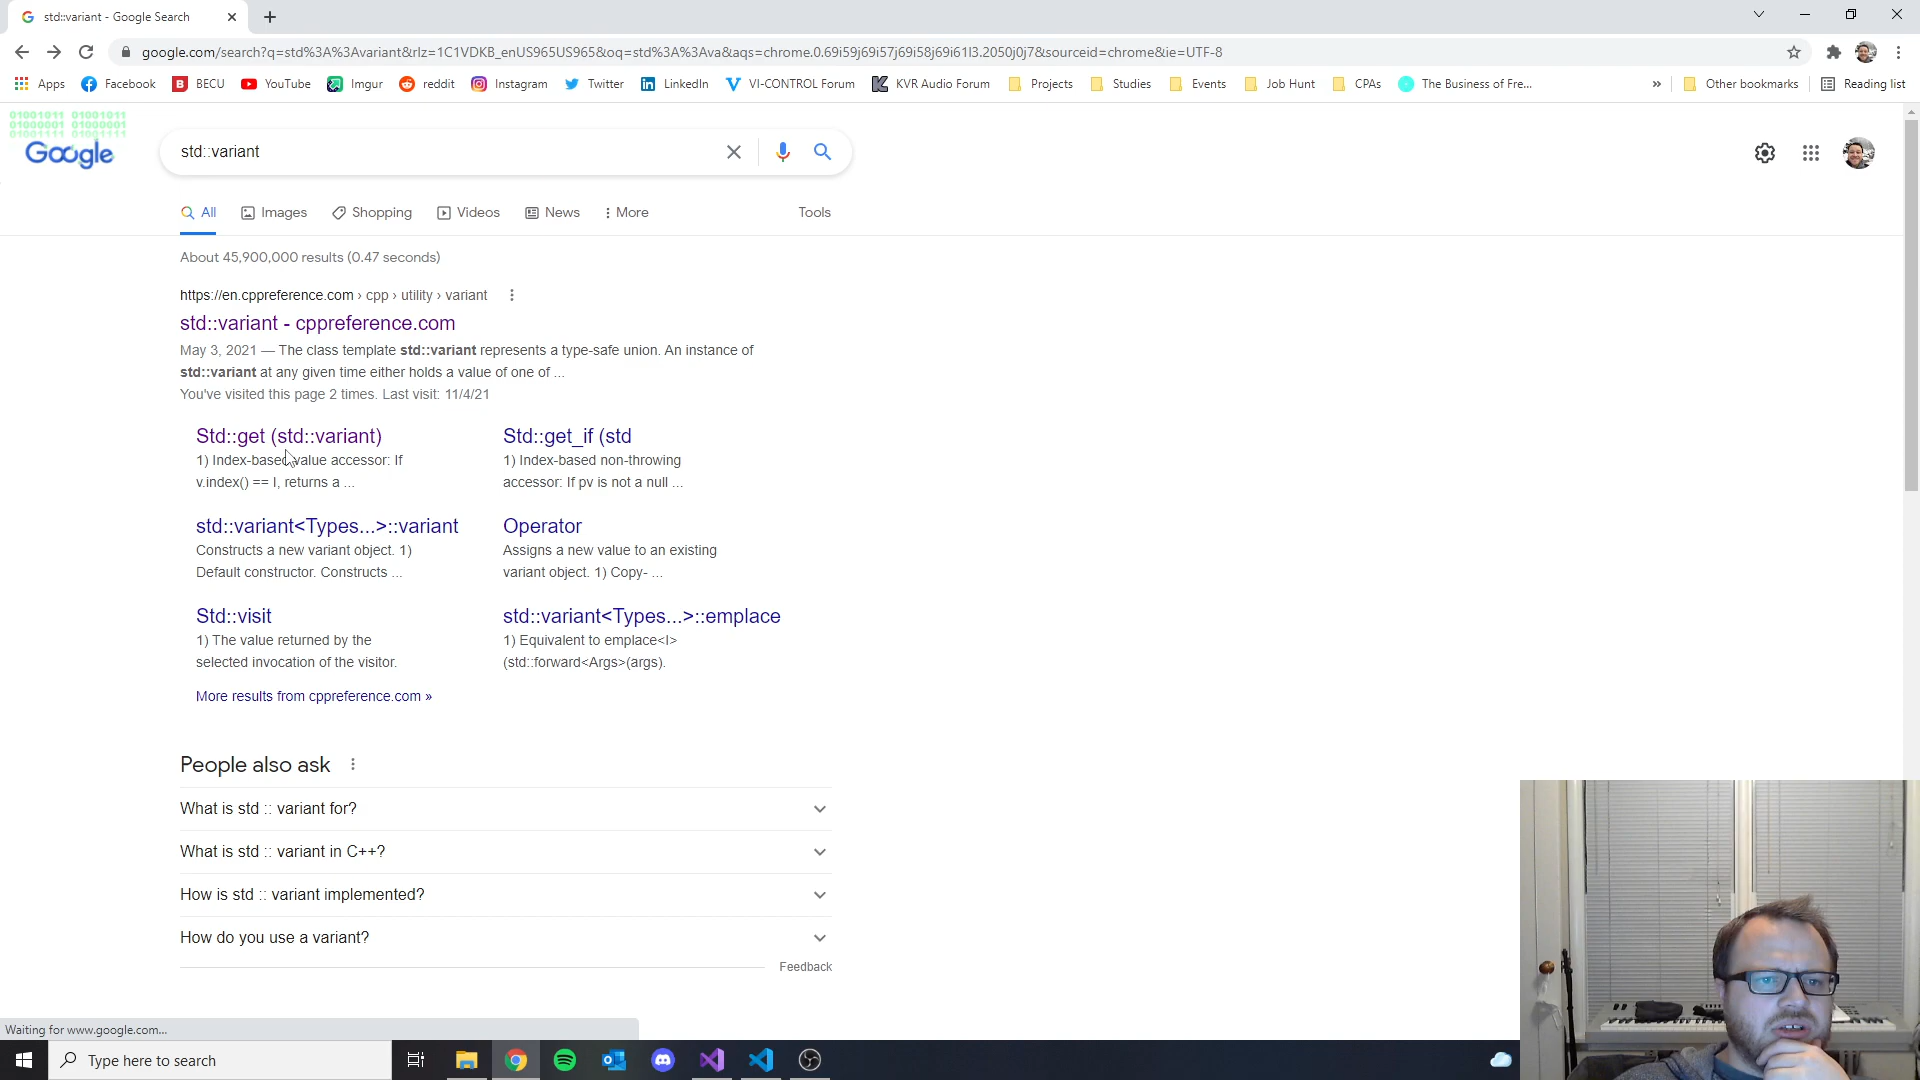 std::variant - Google Search
google.com/search?q=std%3A%3Avariant&rlz=1C1VDKB_enUS965US965&oq=std%3A%3Ava&aqs=chrome.0.69i59j69i57j69i58j69i61l3.2050j0j7&sourceid=chrome&ie=UTF-8
Apps Facebook BECU YouTube Imgur reddit Instagram Twitter LinkedIn VI-CONTROL Forum KVR Audio Forum Projects Studies Events Job Hunt CPAs The Business of Fre... » Other bookmarks Reading list
01001011 01001011
01000001 01000001
01001111 01001111
Google
std::variant
All Images Shopping Videos News More Tools
About 45,900,000 results (0.47 seconds)
https://en.cppreference.com › cpp › utility › variant
std::variant - cppreference.com
May 3, 2021 — The class template std::variant represents a type-safe union. An instance of
std::variant at any given time either holds a value of one of ...
You've visited this page 2 times. Last visit: 11/4/21
Std::get (std::variant)
1) Index-based value accessor: If
v.index() == I, returns a ...
Std::get_if (std
1) Index-based non-throwing
accessor: If pv is not a null ...
std::variant<Types...>::variant
Constructs a new variant object. 1)
Default constructor. Constructs ...
Operator
Assigns a new value to an existing
variant object. 1) Copy- ...
Std::visit
1) The value returned by the
selected invocation of the visitor.
std::variant<Types...>::emplace
1) Equivalent to emplace<I>
(std::forward<Args>(args).
More results from cppreference.com »
People also ask
What is std :: variant for?
What is std :: variant in C++?
How is std :: variant implemented?
How do you use a variant?
Feedback
Waiting for www.google.com...
Type here to search